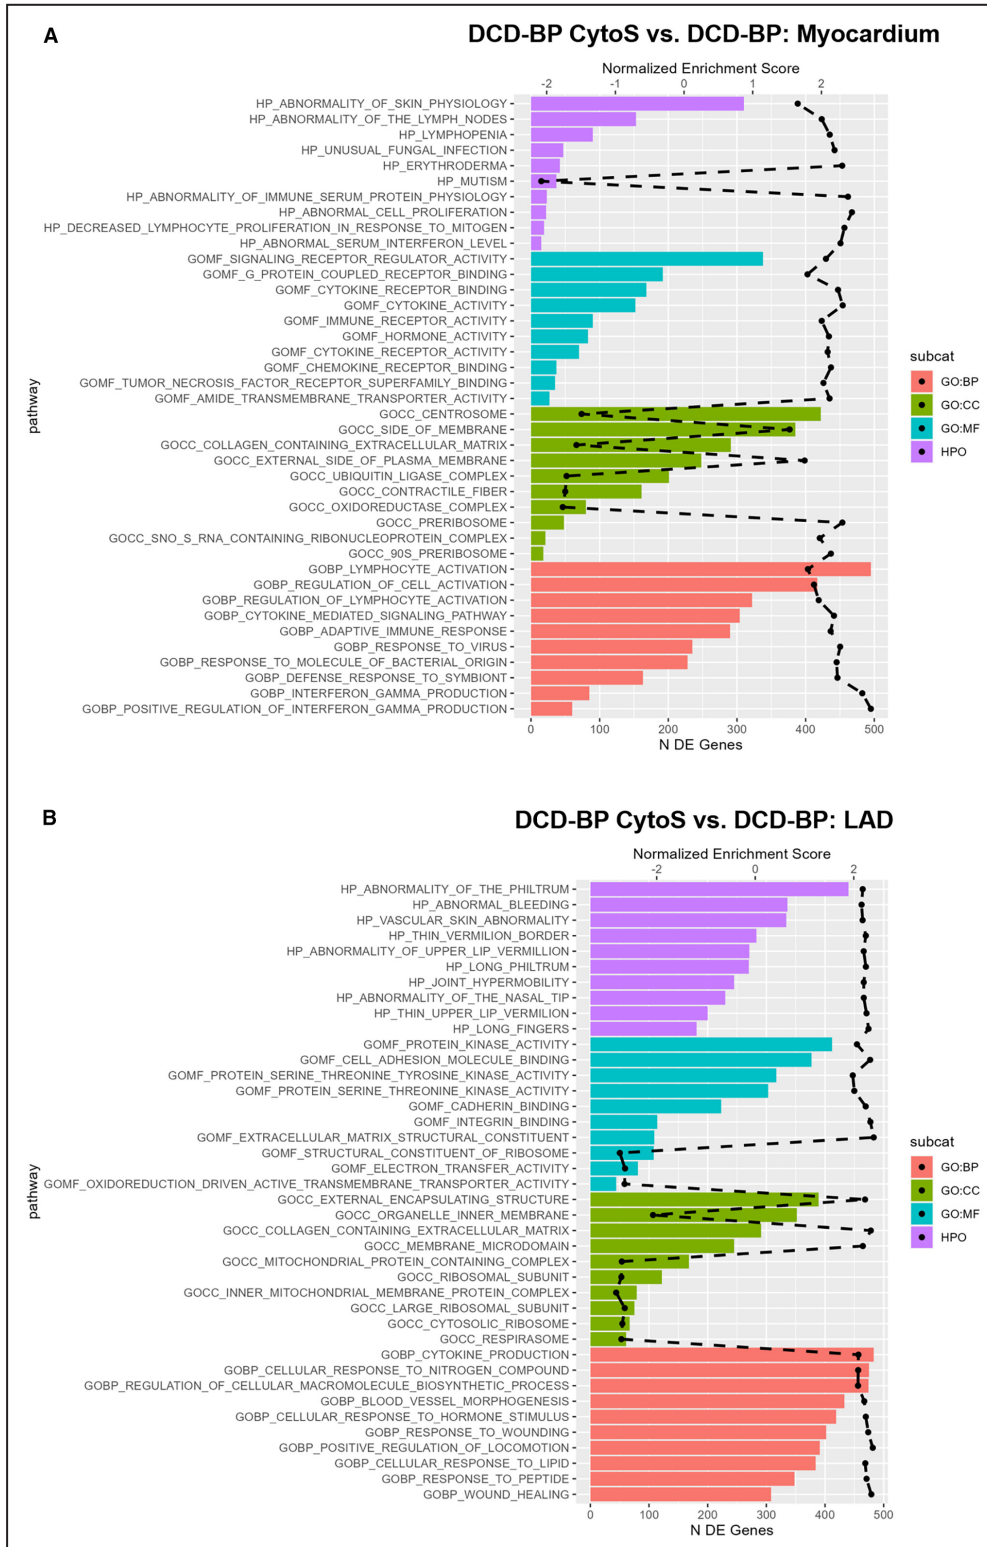 A
DCD-BP CytoS vs. DCD-BP: Myocardium
Normalized Enrichment Score
-2 -1 0 1 2
HP_ABNORMALITY_OF_SKIN_PHYSIOLOGY
HP_ABNORMALITY_OF_THE_LYMPH_NODES
HP_LYMPHOPENIA
HP_UNUSUAL_FUNGAL_INFECTION
HP_ERYTHRODERMA
HP_MUTISM
HP_ABNORMALITY_OF_IMMUNE_SERUM_PROTEIN_PHYSIOLOGY
HP_ABNORMAL_CELL_PROLIFERATION
HP_DECREASED_LYMPHOCYTE_PROLIFERATION_IN_RESPONSE_TO_MITOGEN
HP_ABNORMAL_SERUM_INTERFERON_LEVEL
GOMF_SIGNALING_RECEPTOR_REGULATOR_ACTIVITY
GOMF_G_PROTEIN_COUPLED_RECEPTOR_BINDING
GOMF_CYTOKINE_RECEPTOR_BINDING
GOMF_CYTOKINE_ACTIVITY
GOMF_IMMUNE_RECEPTOR_ACTIVITY
GOMF_HORMONE_ACTIVITY
GOMF_CYTOKINE_RECEPTOR_ACTIVITY
GOMF_CHEMOKINE_RECEPTOR_BINDING
GOMF_TUMOR_NECROSIS_FACTOR_RECEPTOR_SUPERFAMILY_BINDING
GOMF_AMIDE_TRANSMEMBRANE_TRANSPORTER_ACTIVITY
GOCC_CENTROSOME
GOCC_SIDE_OF_MEMBRANE
GOCC_COLLAGEN_CONTAINING_EXTRACELLULAR_MATRIX
GOCC_EXTERNAL_SIDE_OF_PLASMA_MEMBRANE
GOCC_UBIQUITIN_LIGASE_COMPLEX
GOCC_CONTRACTILE_FIBER
GOCC_OXIDOREDUCTASE_COMPLEX
GOCC_PRERIBOSOME
GOCC_SNO_S_RNA_CONTAINING_RIBONUCLEOPROTEIN_COMPLEX
GOCC_90S_PRERIBOSOME
GOBP_LYMPHOCYTE_ACTIVATION
GOBP_REGULATION_OF_CELL_ACTIVATION
GOBP_REGULATION_OF_LYMPHOCYTE_ACTIVATION
GOBP_CYTOKINE_MEDIATED_SIGNALING_PATHWAY
GOBP_ADAPTIVE_IMMUNE_RESPONSE
GOBP_RESPONSE_TO_VIRUS
GOBP_RESPONSE_TO_MOLECULE_OF_BACTERIAL_ORIGIN
GOBP_DEFENSE_RESPONSE_TO_SYMBIONT
GOBP_INTERFERON_GAMMA_PRODUCTION
GOBP_POSITIVE_REGULATION_OF_INTERFERON_GAMMA_PRODUCTION
pathway
0 100 200 300 400 500
N DE Genes
subcat
GO:BP
GO:CC
GO:MF
HPO
B
DCD-BP CytoS vs. DCD-BP: LAD
Normalized Enrichment Score
-2 0 2
HP_ABNORMALITY_OF_THE_PHILTRUM
HP_ABNORMAL_BLEEDING
HP_VASCULAR_SKIN_ABNORMALITY
HP_THIN_VERMILION_BORDER
HP_ABNORMALITY_OF_UPPER_LIP_VERMILLION
HP_LONG_PHILTRUM
HP_JOINT_HYPERMOBILITY
HP_ABNORMALITY_OF_THE_NASAL_TIP
HP_THIN_UPPER_LIP_VERMILION
HP_LONG_FINGERS
GOMF_PROTEIN_KINASE_ACTIVITY
GOMF_CELL_ADHESION_MOLECULE_BINDING
GOMF_PROTEIN_SERINE_THREONINE_TYROSINE_KINASE_ACTIVITY
GOMF_PROTEIN_SERINE_THREONINE_KINASE_ACTIVITY
GOMF_CADHERIN_BINDING
GOMF_INTEGRIN_BINDING
GOMF_EXTRACELLULAR_MATRIX_STRUCTURAL_CONSTITUENT
GOMF_STRUCTURAL_CONSTITUENT_OF_RIBOSOME
GOMF_ELECTRON_TRANSFER_ACTIVITY
GOMF_OXIDOREDUCTION_DRIVEN_ACTIVE_TRANSMEMBRANE_TRANSPORTER_ACTIVITY
GOCC_EXTERNAL_ENCAPSULATING_STRUCTURE
GOCC_ORGANELLE_INNER_MEMBRANE
GOCC_COLLAGEN_CONTAINING_EXTRACELLULAR_MATRIX
GOCC_MEMBRANE_MICRODOMAIN
GOCC_MITOCHONDRIAL_PROTEIN_CONTAINING_COMPLEX
GOCC_RIBOSOMAL_SUBUNIT
GOCC_INNER_MITOCHONDRIAL_MEMBRANE_PROTEIN_COMPLEX
GOCC_LARGE_RIBOSOMAL_SUBUNIT
GOCC_CYTOSOLIC_RIBOSOME
GOCC_RESPIRASOME
GOBP_CYTOKINE_PRODUCTION
GOBP_CELLULAR_RESPONSE_TO_NITROGEN_COMPOUND
GOBP_REGULATION_OF_CELLULAR_MACROMOLECULE_BIOSYNTHETIC_PROCESS
GOBP_BLOOD_VESSEL_MORPHOGENESIS
GOBP_CELLULAR_RESPONSE_TO_HORMONE_STIMULUS
GOBP_RESPONSE_TO_WOUNDING
GOBP_POSITIVE_REGULATION_OF_LOCOMOTION
GOBP_CELLULAR_RESPONSE_TO_LIPID
GOBP_RESPONSE_TO_PEPTIDE
GOBP_WOUND_HEALING
pathway
0 100 200 300 400 500
N DE Genes
subcat
GO:BP
GO:CC
GO:MF
HPO